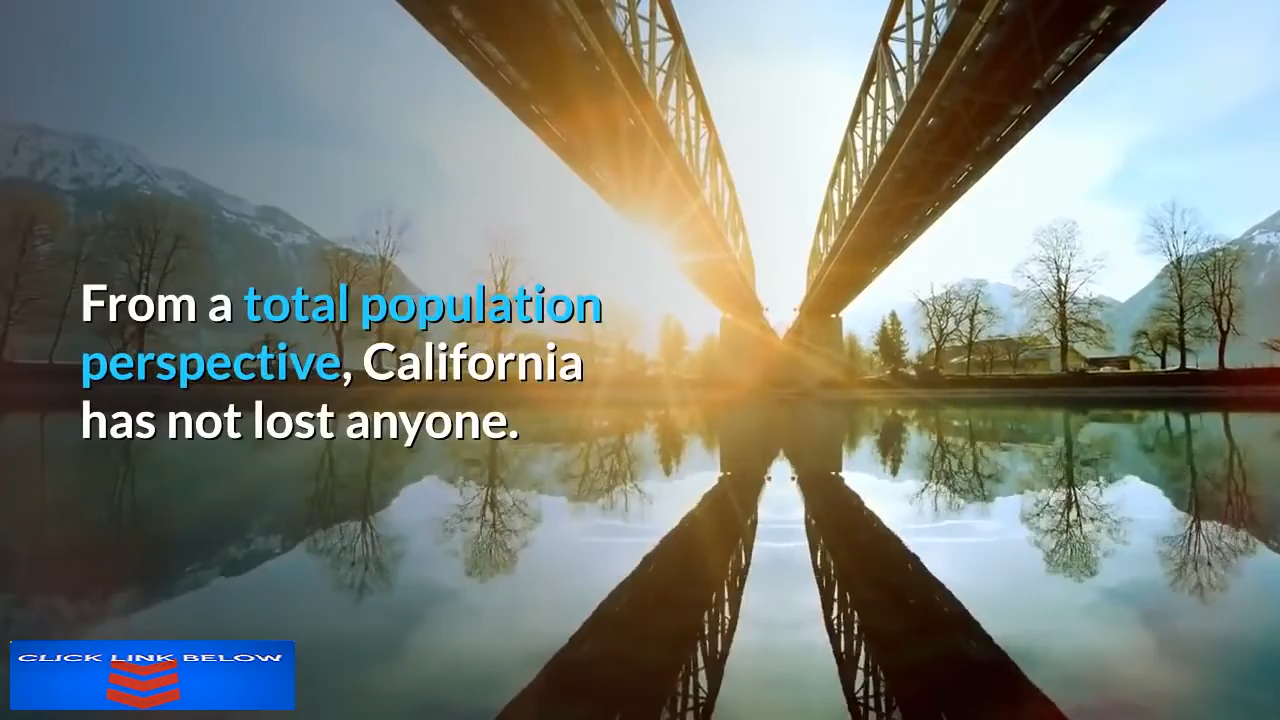 From a total population
perspective, California
has not lost anyone.
CLICK LINK BELOW